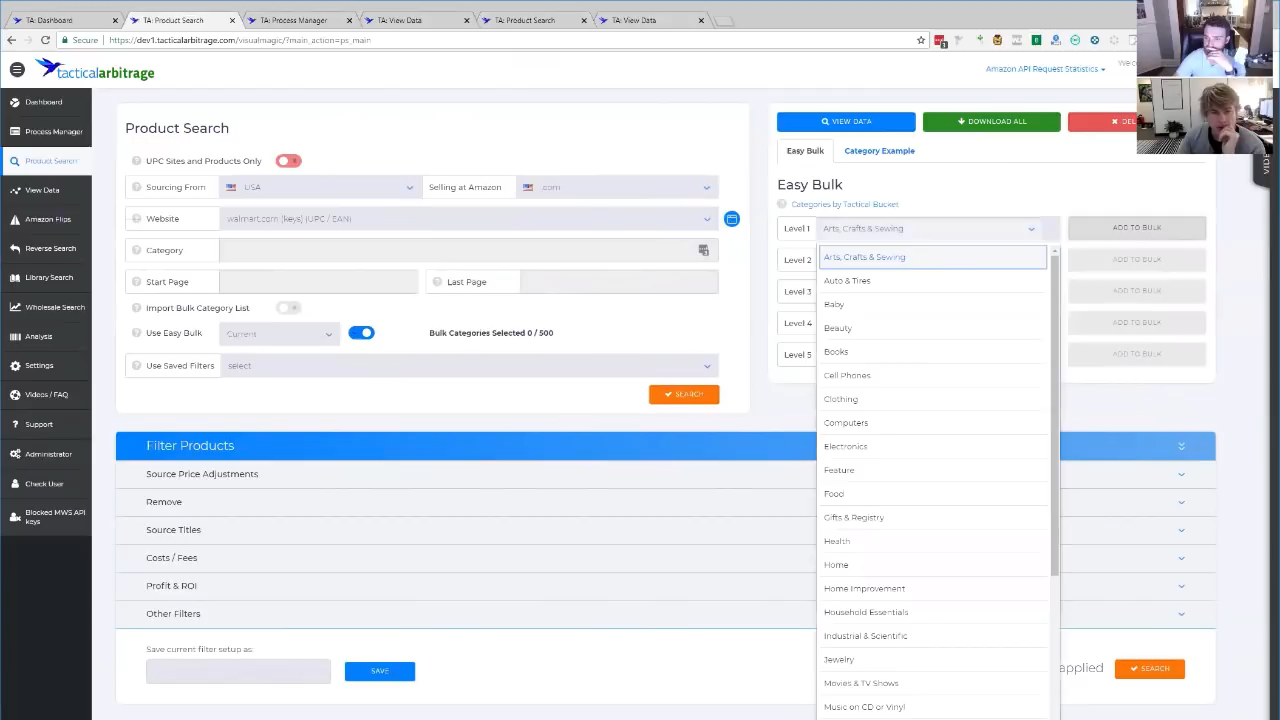 TA: Dashboard
TA: Product Search
TA: Process Manager
TA: View Data
TA: Product Search
TA: View Data
Secure
https://dev1.tacticalarbitrage.com/visualmagic/?main_action=ps_main
tacticalarbitrage
Amazon API Request Statistics
Dashboard
Process Manager
Product Search
View Data
Amazon Flips
Reverse Search
Library Search
Wholesale Search
Analysis
Settings
Videos / FAQ
Support
Administrator
Check User
Blocked MWS API
keys
Product Search
UPC Sites and Products Only
Sourcing From
USA
Selling at Amazon
.com
Website
walmart.com (keys) (UPC / SAN)
Category
Start Page
Last Page
Import Bulk Category List
Use Easy Bulk
Current
Bulk Categories Selected 0 / 500
Use Saved Filters
select
SEARCH
VIEW DATA
DOWNLOAD ALL
Easy Bulk
Category Example
Easy Bulk
Categories by Tactical Bucket
Level 1
Arts, Crafts & Sewing
ADD TO BULK
Level 2
ADD TO BULK
Level 3
ADD TO BULK
Level 4
ADD TO BULK
Level 5
ADD TO BULK
Arts, Crafts & Sewing
Auto & Tires
Baby
Beauty
Books
Cell Phones
Clothing
Computers
Electronics
Feature
Food
Gifts & Registry
Health
Home
Home Improvement
Household Essentials
Industrial & Scientific
Jewelry
Movies & TV Shows
Music on CD or Vinyl
Filter Products
Source Price Adjustments
Remove
Source Titles
Costs / Fees
Profit & ROI
Other Filters
Save current filter setup as:
SAVE
applied
SEARCH